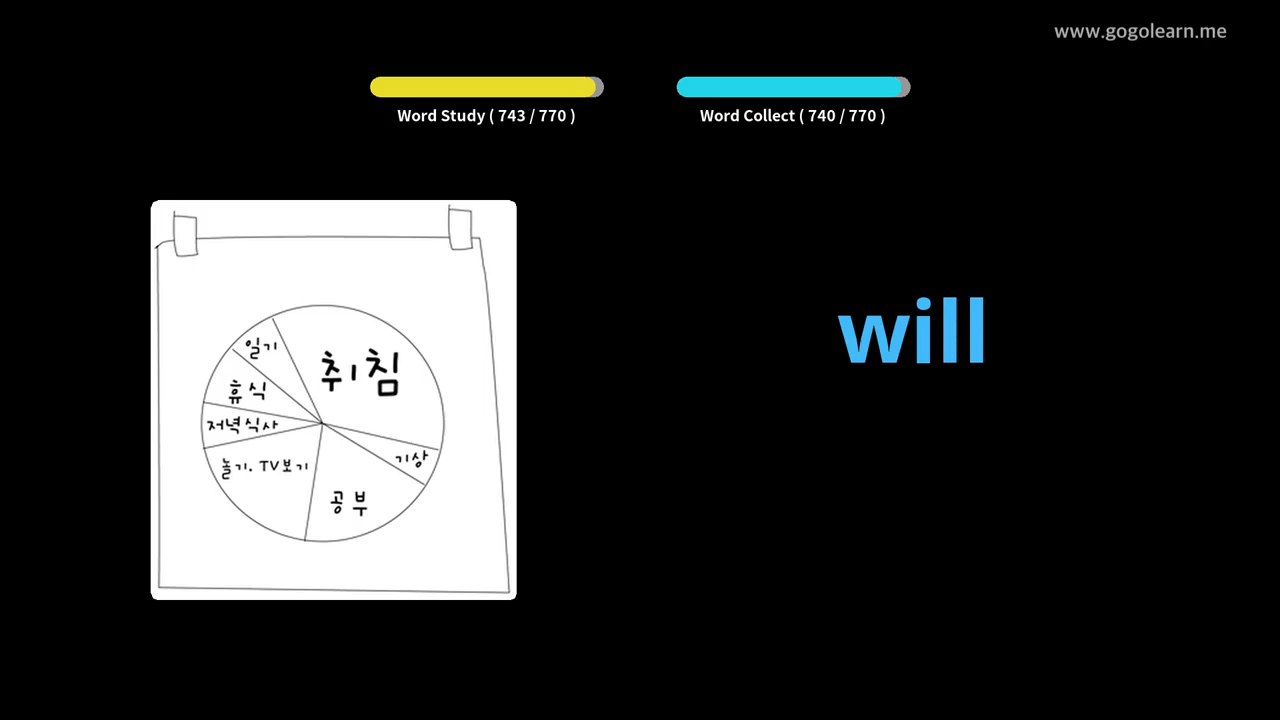 www.gogolearn.me
Word Study ( 743 / 770 )
Word Collect ( 740 / 770 )
will
일기
취침
휴식
저녁식사
기상
놀기. TV보기
공부